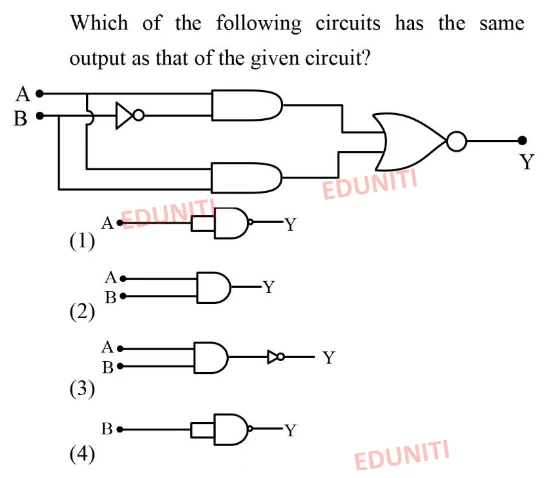 Which of the following circuits has the same
output as that of the given circuit?
A
B
Y
EDUNITI
EDUNITI
(1) A Y
(2) A B Y
(3) A B Y
(4) B Y
EDUNITI